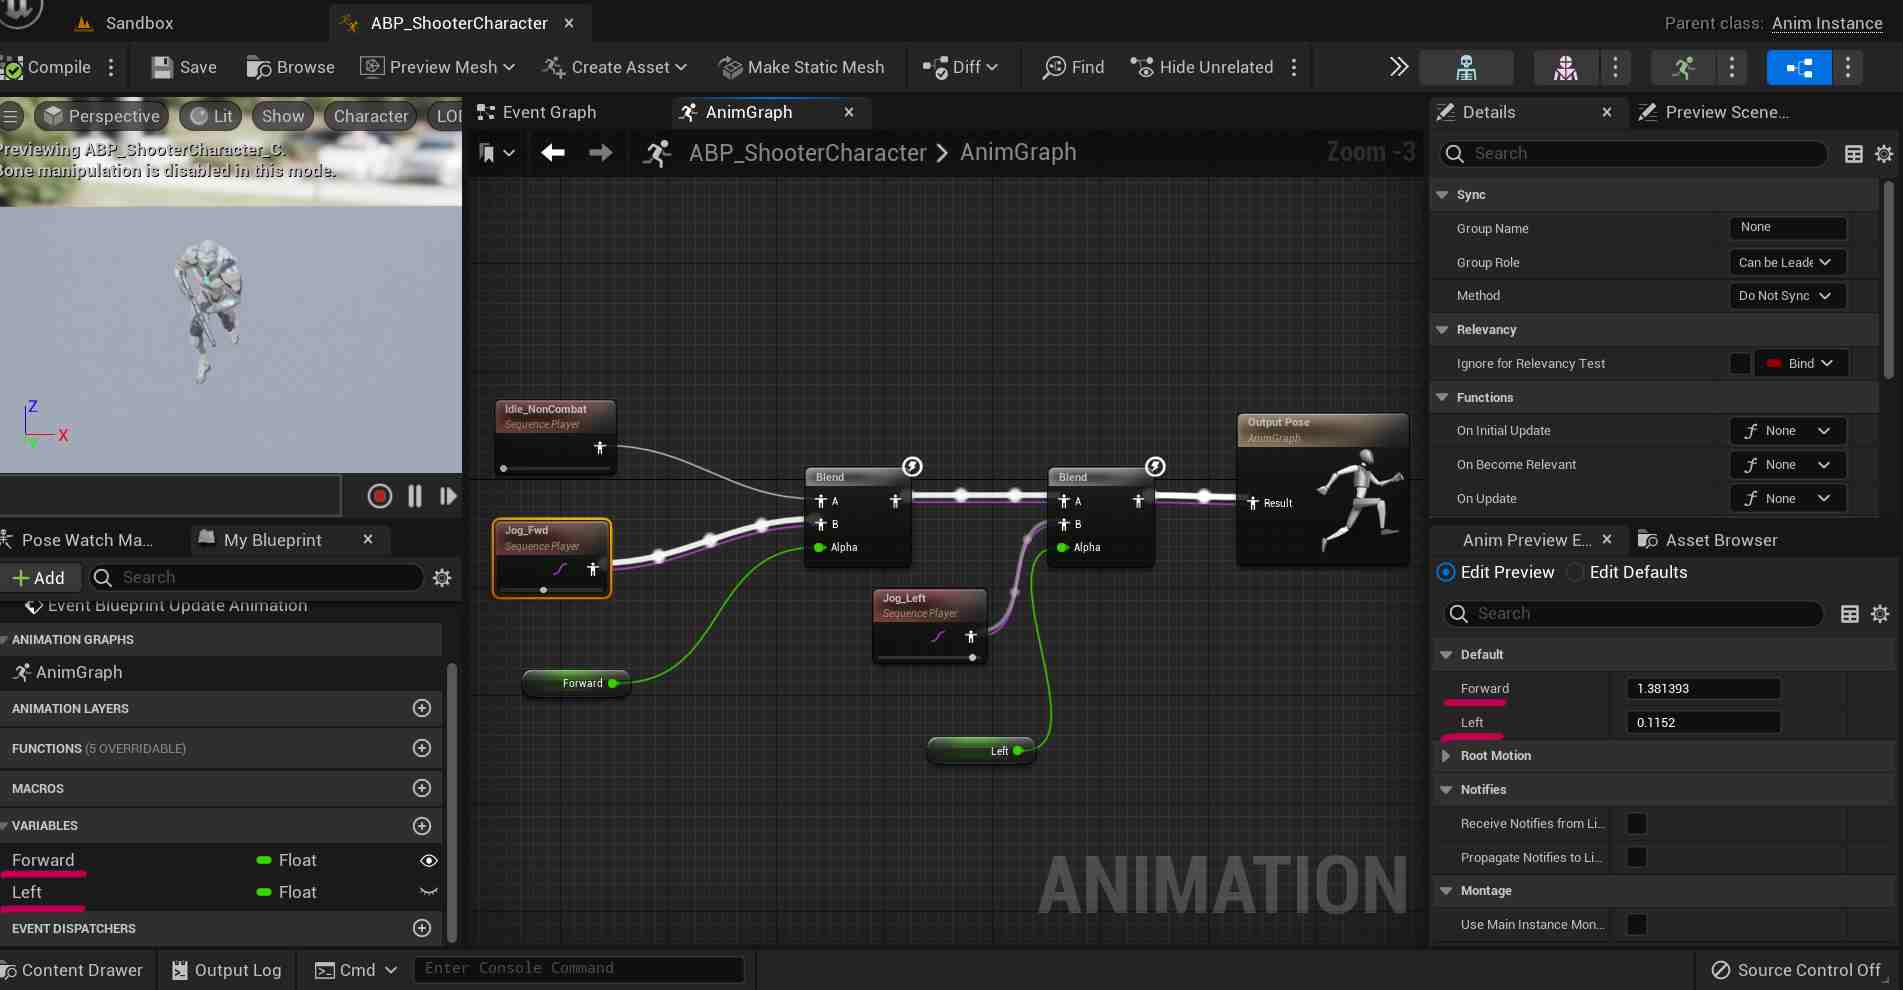 Sandbox
ABP_ShooterCharacter
Parent class: Anim Instance
Compile
Save
Browse
Preview Mesh
Create Asset
Make Static Mesh
Diff
Find
Hide Unrelated
Perspective
Lit
Show
Character
Previewing ABP_ShooterCharacter_C.
Bone manipulation is disabled in this mode.
Z
X
Event Graph
AnimGraph
ABP_ShooterCharacter > AnimGraph
Zoom -3
Idle_NonCombat
Sequence Player
Jog_Fwd
Sequence Player
Forward
Blend
A
B
Alpha
Jog_Left
Sequence Player
Left
Blend
A
B
Alpha
Output Pose
AnimGraph
Result
ANIMATION
Pose Watch Ma...
My Blueprint
+ Add
Search
Event Blueprint Update Animation
ANIMATION GRAPHS
AnimGraph
ANIMATION LAYERS
FUNCTIONS (5 OVERRIDABLE)
MACROS
VARIABLES
Forward Float
Left Float
EVENT DISPATCHERS
Details
Preview Scene...
Search
Sync
Group Name None
Group Role Can be Leade
Method Do Not Sync
Relevancy
Ignore for Relevancy Test Bind
Functions
On Initial Update None
On Become Relevant None
On Update None
Anim Preview E...
Asset Browser
Edit Preview Edit Defaults
Search
Default
Forward 1.381393
Left 0.1152
Root Motion
Notifies
Receive Notifies from Li...
Propagate Notifies to Li...
Montage
Use Main Instance Mon...
Content Drawer
Output Log
Cmd
Enter Console Command
Source Control Off